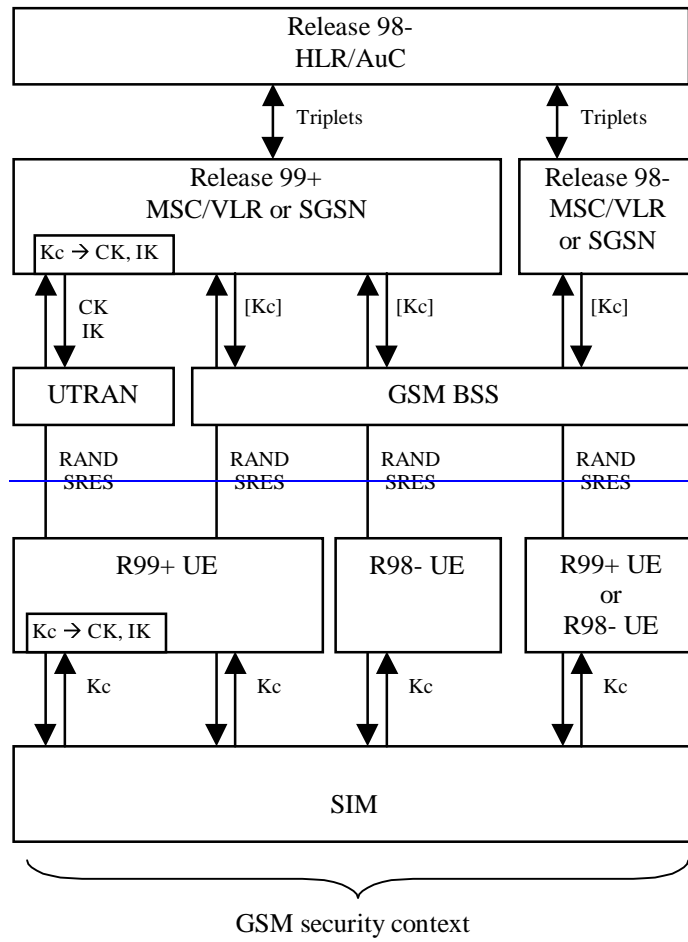 Release 98-
HLR/AuC
Triplets
Triplets
Release 99+
MSC/VLR or SGSN
Release 98-
MSC/VLR
or SGSN
Kc → CK, IK
CK
IK
[Kc]
[Kc]
[Kc]
UTRAN
GSM BSS
RAND
SRES
RAND
SRES
RAND
SRES
RAND
SRES
R99+ UE
R98- UE
R99+ UE
or
R98- UE
Kc → CK, IK
Kc
Kc
Kc
Kc
SIM
GSM security context